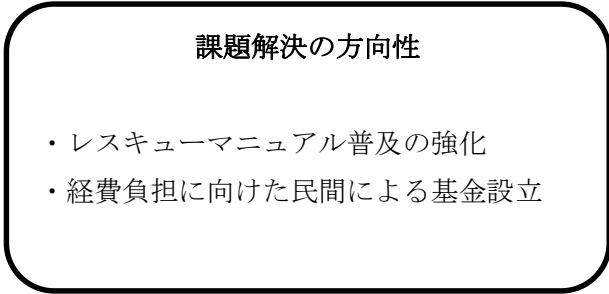 課題解決の方向性
・レスキューマニュアル普及の強化
・経費負担に向けた民間による基金設立